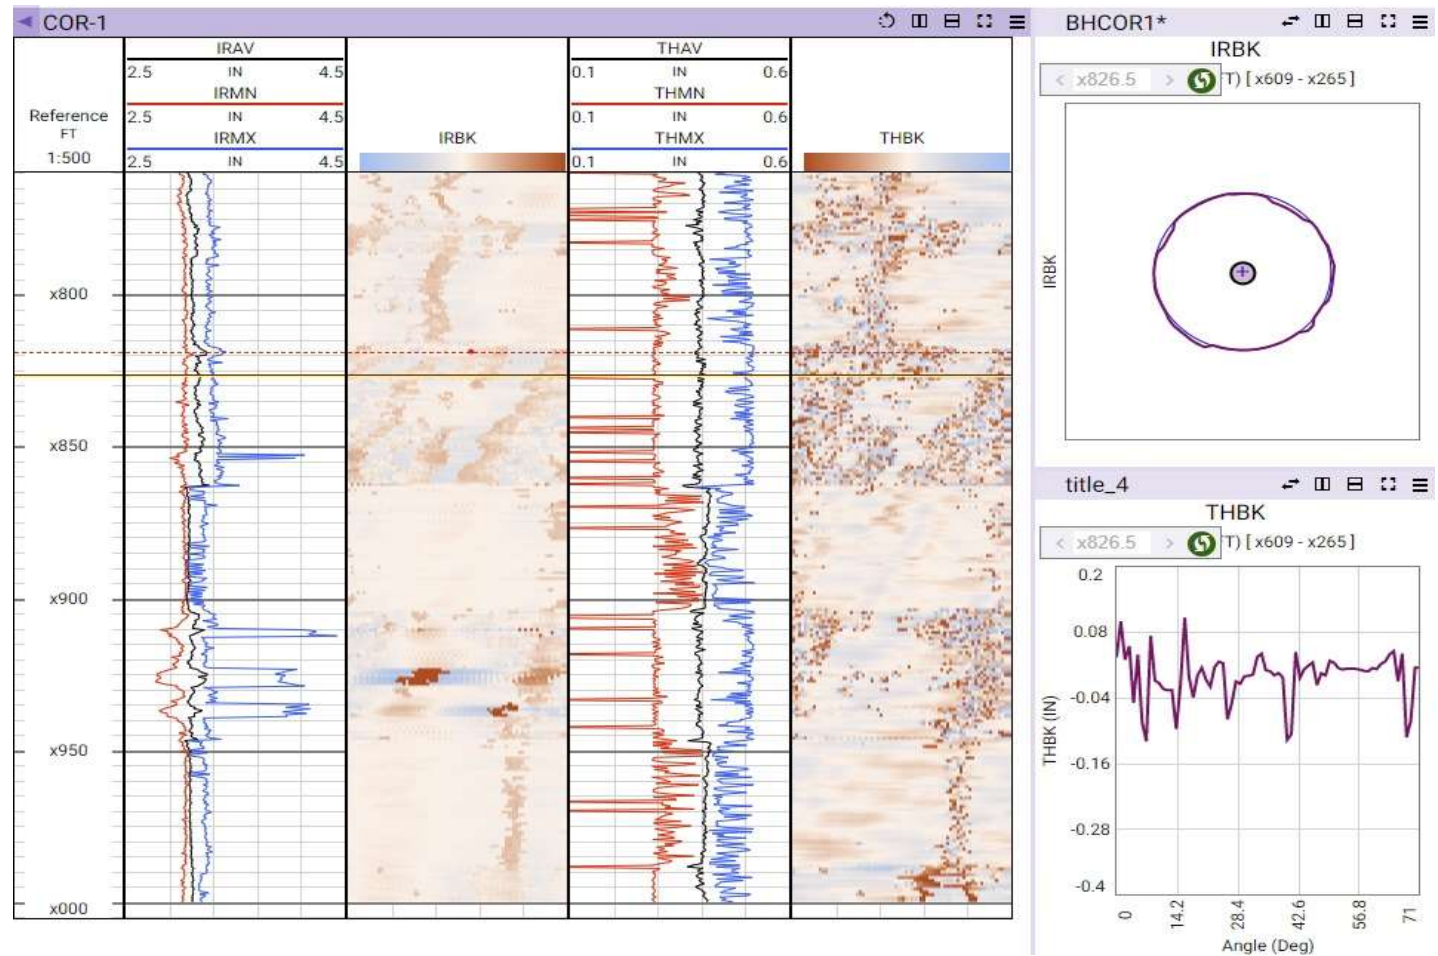 COR-1
IRAV
2.5 IN 4.5
IRMN
2.5 IN 4.5
IRMX
2.5 IN 4.5
Reference
FT
1:500
IRBK
THAV
0.1 IN 0.6
THMN
0.1 IN 0.6
THMX
0.1 IN 0.6
THBK
x800
x850
x900
x950
x000
BHCOR1*
IRBK
< x826.5 > T) [ x609 - x265 ]
IRBK
title_4
THBK
< x826.5 > T) [ x609 - x265 ]
0.2
0.08
-0.04
-0.16
-0.28
-0.4
THBK (IN)
0 14.2 28.4 42.6 56.8 71
Angle (Deg)